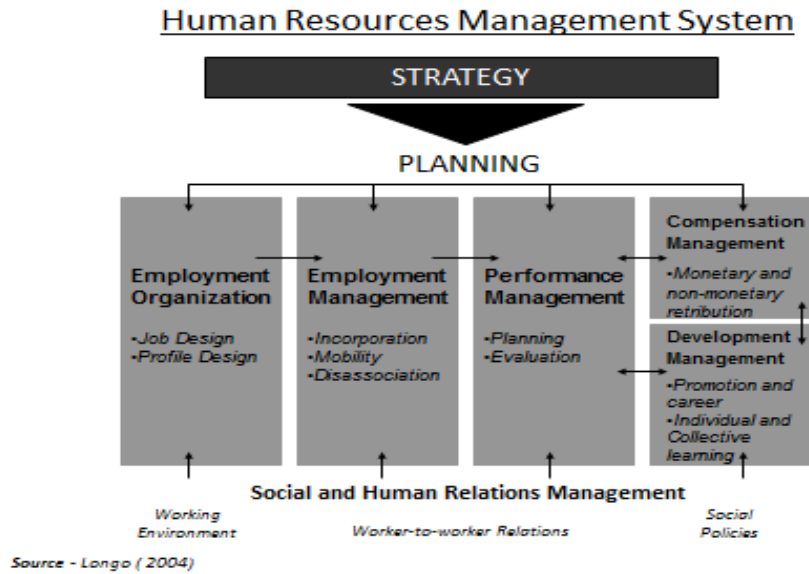 Human Resources Management System
STRATEGY
PLANNING
Employment
Organization
•Job Design
•Profile Design
Employment
Management
•Incorporation
•Mobility
•Disassociation
Performance
Management
•Planning
•Evaluation
Compensation
Management
•Monetary and
non-monetary
retribution
Development
Management
•Promotion and
career
•Individual and
Collective
learning
Social and Human Relations Management
Working
Environment
Worker-to-worker Relations
Social
Policies
Source - Longo ( 2004)